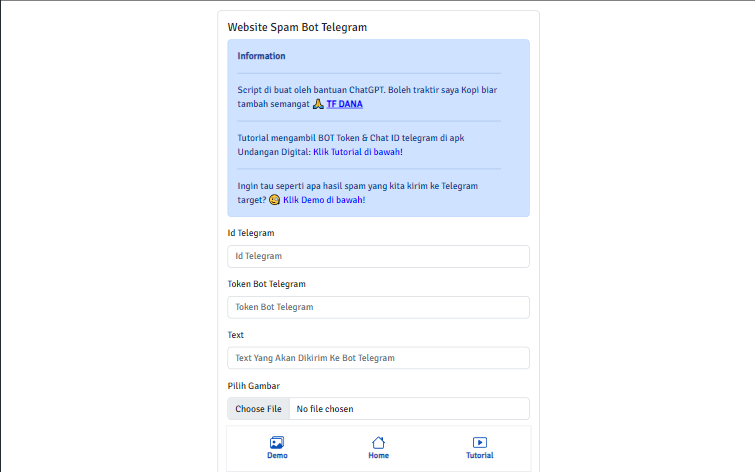 Website Spam Bot Telegram
Information
Script di buat oleh bantuan ChatGPT. Boleh traktir saya Kopi biar
tambah semangat 🙏 TF DANA
Tutorial mengambil BOT Token & Chat ID telegram di apk
Undangan Digital: Klik Tutorial di bawah!
Ingin tau seperti apa hasil spam yang kita kirim ke Telegram
target? 🧐 Klik Demo di bawah!
Id Telegram
Id Telegram
Token Bot Telegram
Token Bot Telegram
Text
Text Yang Akan Dikirim Ke Bot Telegram
Pilih Gambar
Choose File No file chosen
Demo Home Tutorial